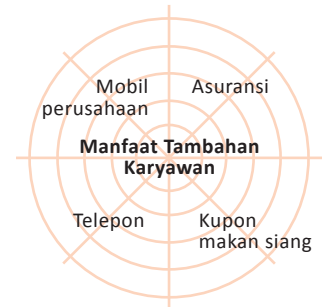 Mobil
perusahaan
Asuransi
Manfaat Tambahan
Karyawan
Telepon
Kupon
makan siang